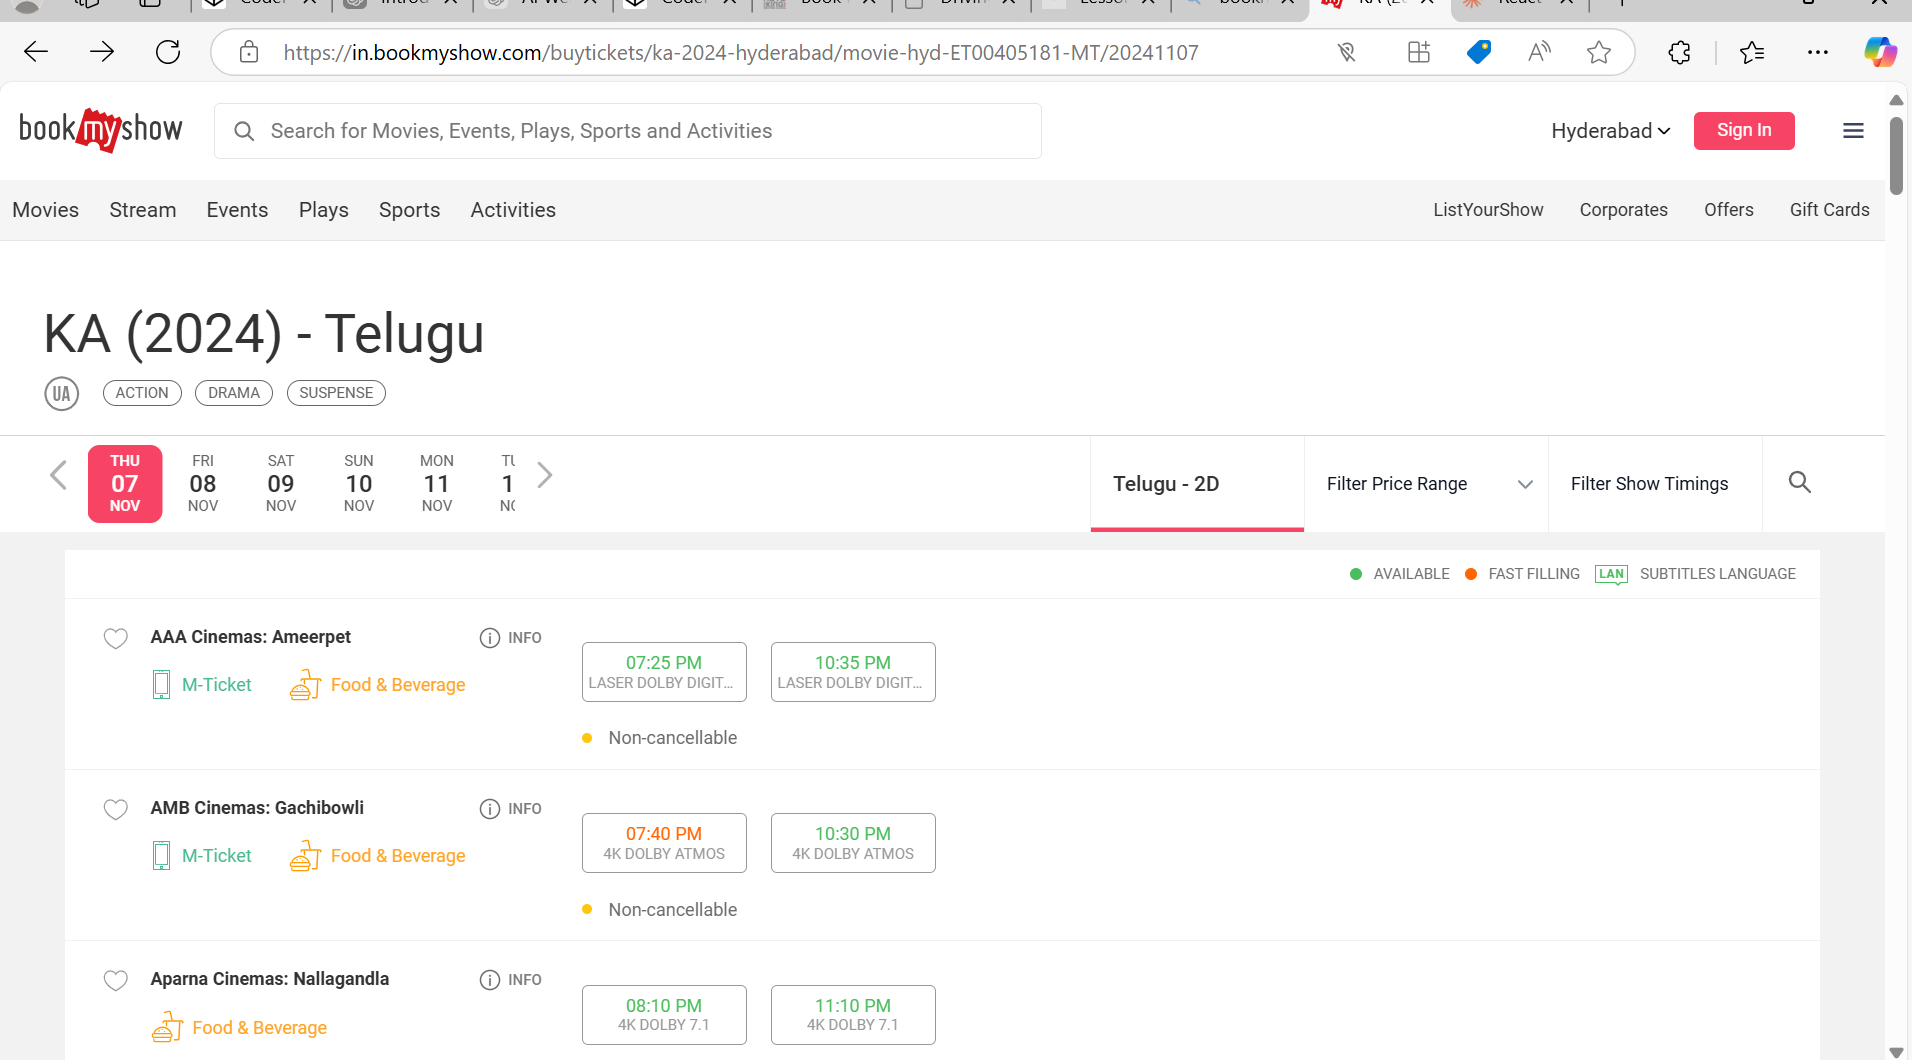 https://in.bookmyshow.com/buytickets/ka-2024-hyderabad/movie-hyd-ET00405181-MT/20241107
bookmyshow
Search for Movies, Events, Plays, Sports and Activities
Hyderabad
Sign In
Movies Stream Events Plays Sports Activities
ListYourShow Corporates Offers Gift Cards
KA (2024) - Telugu
UA ACTION DRAMA SUSPENSE
THU 07 NOV
FRI 08 NOV
SAT 09 NOV
SUN 10 NOV
MON 11 NOV
Telugu - 2D
Filter Price Range
Filter Show Timings
AVAILABLE FAST FILLING LAN SUBTITLES LANGUAGE
AAA Cinemas: Ameerpet INFO
M-Ticket Food & Beverage
07:25 PM
LASER DOLBY DIGIT...
10:35 PM
LASER DOLBY DIGIT...
Non-cancellable
AMB Cinemas: Gachibowli INFO
M-Ticket Food & Beverage
07:40 PM
4K DOLBY ATMOS
10:30 PM
4K DOLBY ATMOS
Non-cancellable
Aparna Cinemas: Nallagandla INFO
Food & Beverage
08:10 PM
4K DOLBY 7.1
11:10 PM
4K DOLBY 7.1